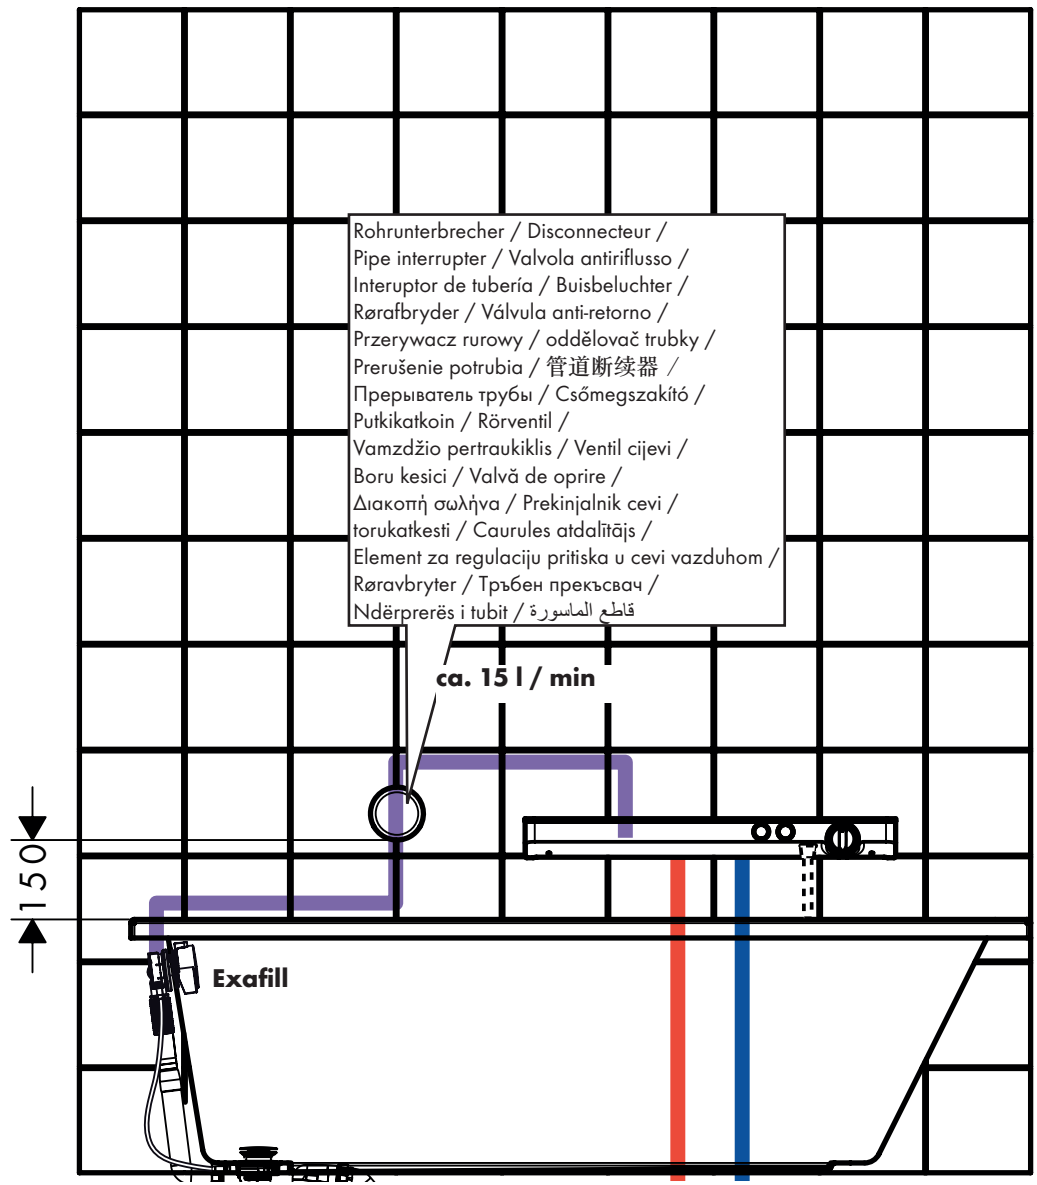 Rohrunterbrecher / Disconnecteur /
Pipe interrupter / Valvola antiriflusso /
Interuptor de tubería / Buisbeluchter /
Rørafbryder / Válvula anti-retorno /
Przerywacz rurowy / oddělovač trubky /
Prerušenie potrubia / 管道断续器 /
Прерыватель трубы / Csőmegszakító /
Putkikatkoin / Rörventil /
Vamzdžio pertraukiklis / Ventil cijevi /
Boru kesici / Valvă de oprire /
Διακοπή σωλήνα / Prekinjalnik cevi /
torukatkesti / Caurules atdalītājs /
Element za regulaciju pritiska u cevi vazduhom /
Røravbryter / Тръбен прекъсвач /
Ndërprerës i tubit / قاطع الماسورة
ca. 15 l / min
150
Exafill